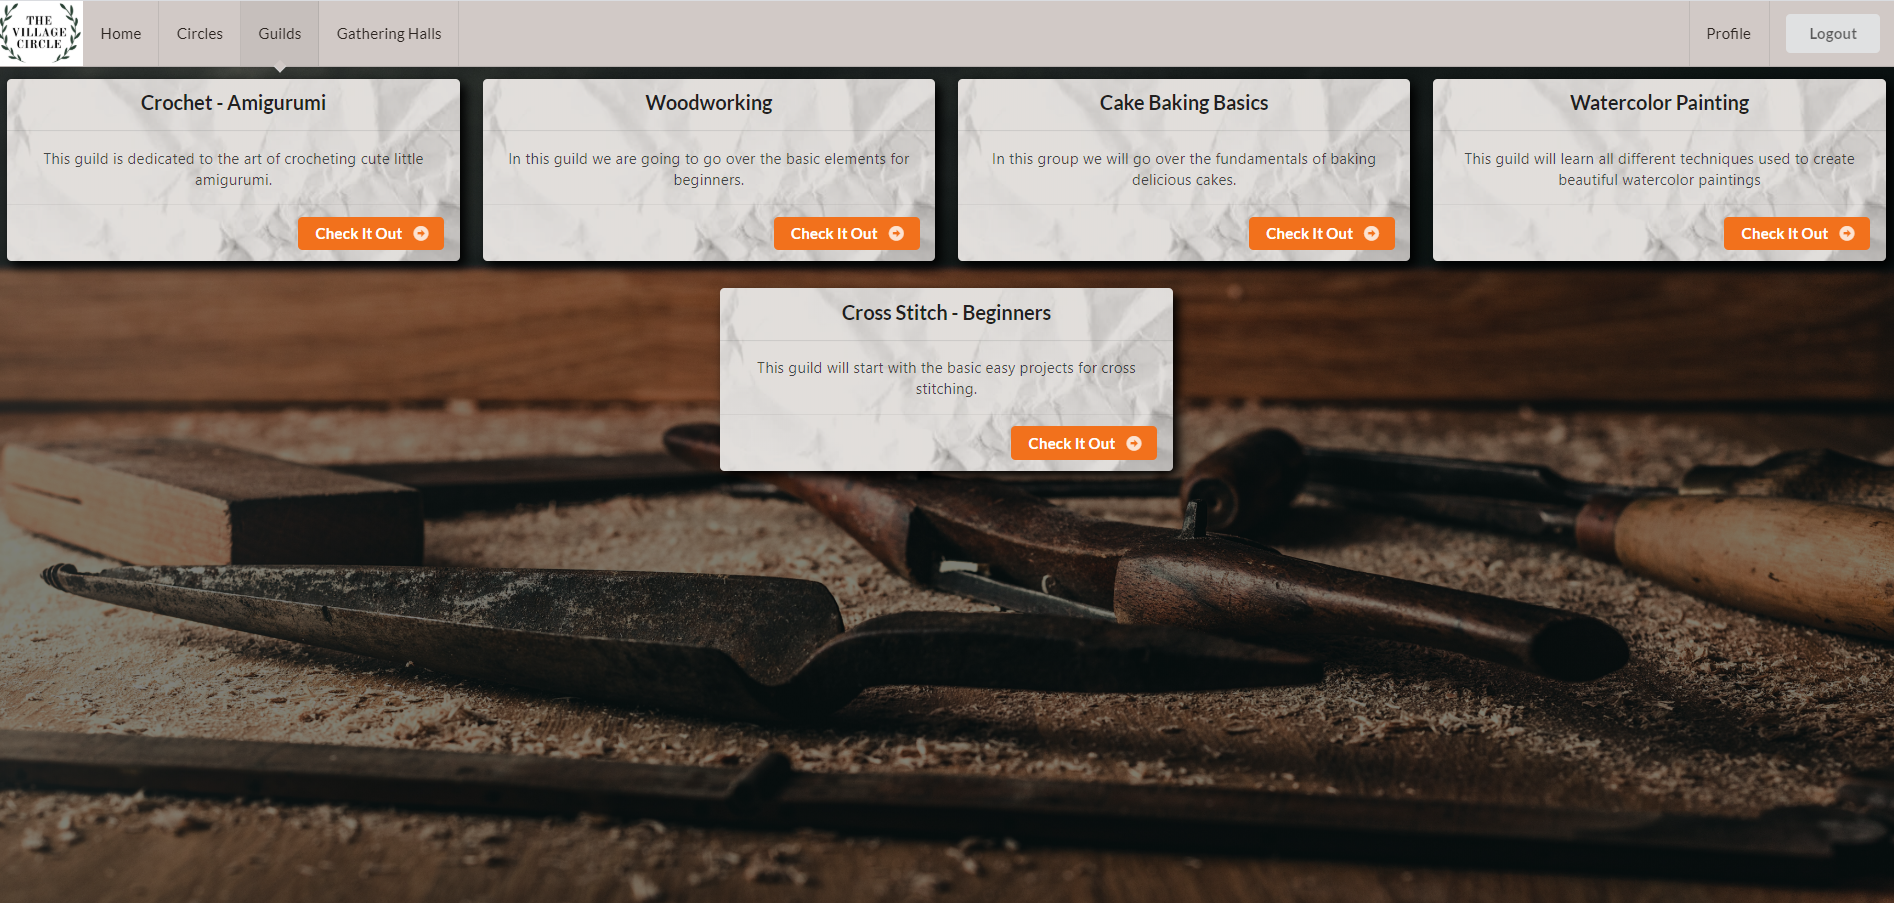 THE
VILLAGE
CIRCLE
Home
Circles
Guilds
Gathering Halls
Profile
Logout
Crochet - Amigurumi
This guild is dedicated to the art of crocheting cute little
amigurumi.
Check It Out
Woodworking
In this guild we are going to go over the basic elements for
beginners.
Check It Out
Cake Baking Basics
In this group we will go over the fundamentals of baking
delicious cakes.
Check It Out
Watercolor Painting
This guild will learn all different techniques used to create
beautiful watercolor paintings
Check It Out
Cross Stitch - Beginners
This guild will start with the basic easy projects for cross
stitching.
Check It Out